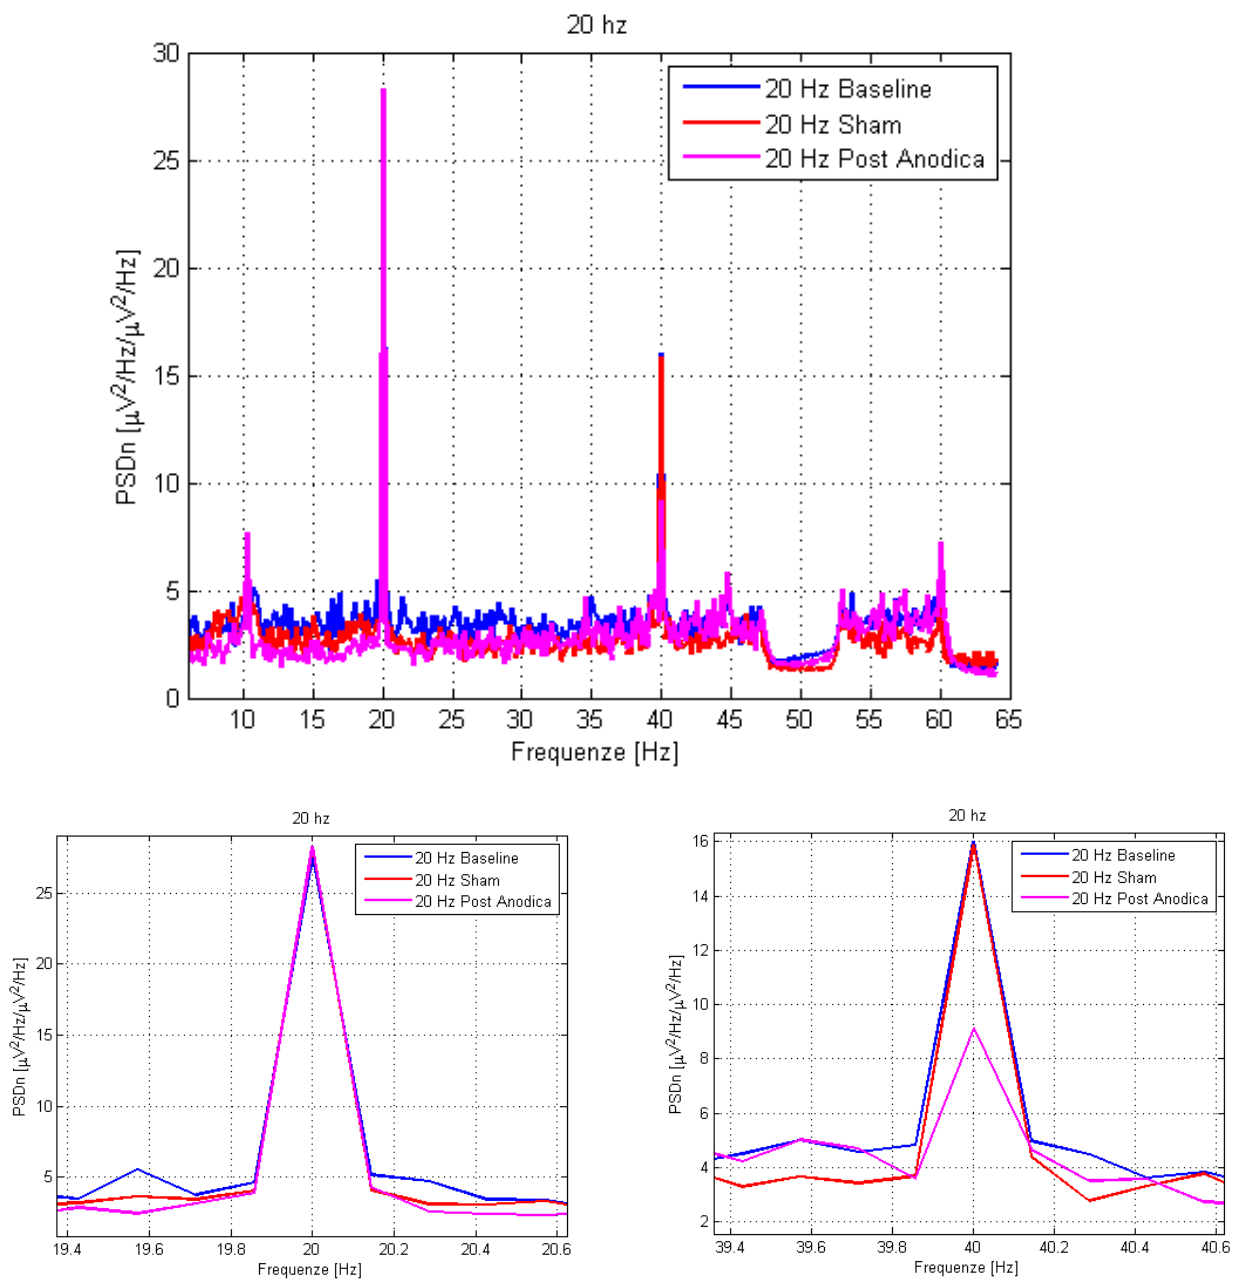 20 hz
30
25
20
15
10
5
0
PSDn [μV²/Hz/μV²/Hz]
20 Hz Baseline
20 Hz Sham
20 Hz Post Anodica
10 15 20 25 30 35 40 45 50 55 60 65
Frequenze [Hz]
20 hz
25
20
15
10
5
PSDn [μV²/Hz/μV²/Hz]
20 Hz Baseline
20 Hz Sham
20 Hz Post Anodica
19.4 19.6 19.8 20 20.2 20.4 20.6
Frequenze [Hz]
20 hz
16
14
12
10
8
6
4
2
PSDn [μV²/Hz/μV²/Hz]
20 Hz Baseline
20 Hz Sham
20 Hz Post Anodica
39.4 39.6 39.8 40 40.2 40.4 40.6
Frequenze [Hz]